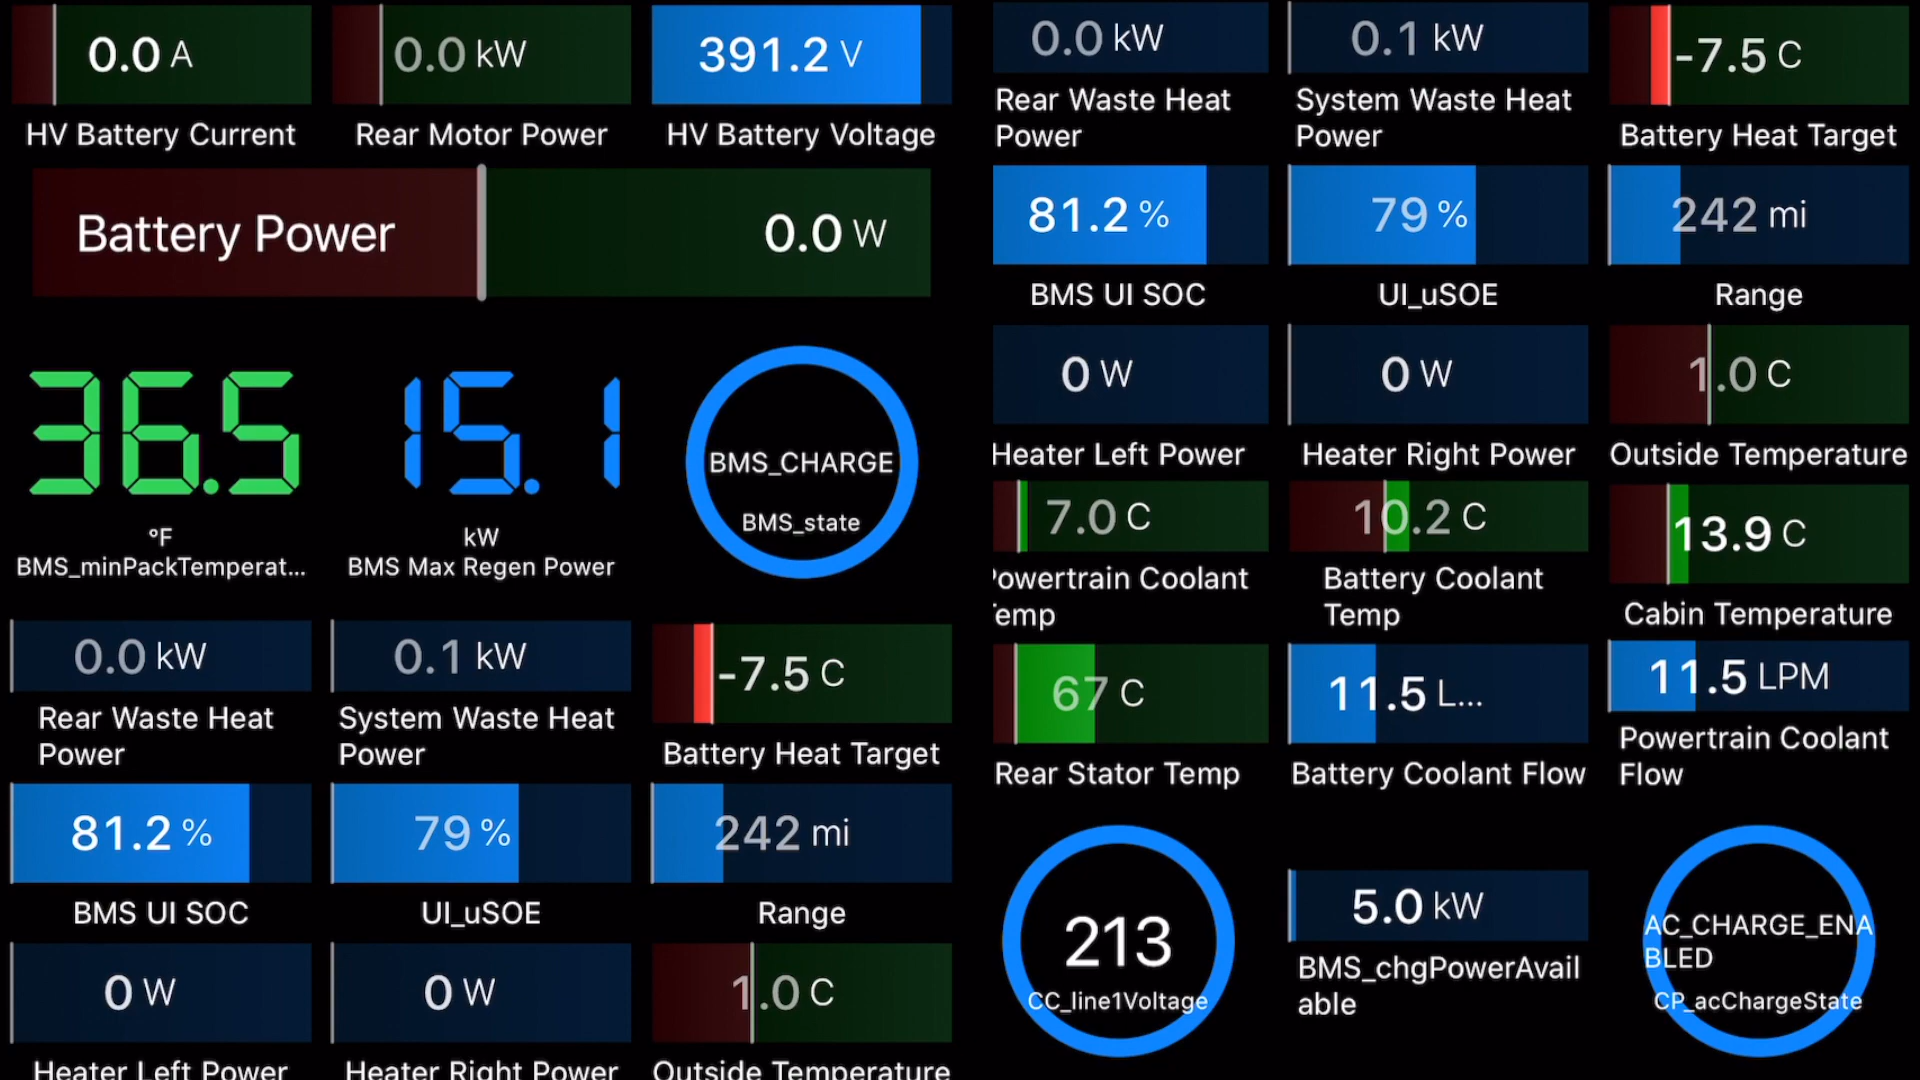 0.0 A
HV Battery Current
0.0 kW
Rear Motor Power
391.2 V
HV Battery Voltage
Battery Power
0.0 W
36.5
°F
BMS_minPackTemperat...
15.1
kW
BMS Max Regen Power
BMS_CHARGE
BMS_state
0.0 kW
Rear Waste Heat
Power
0.1 kW
System Waste Heat
Power
-7.5 C
Battery Heat Target
81.2 %
BMS UI SOC
79 %
UI_uSOE
242 mi
Range
0 W
Heater Left Power
0 W
Heater Right Power
1.0 C
Outside Temperature
0.0 kW
Rear Waste Heat
Power
0.1 kW
System Waste Heat
Power
-7.5 C
Battery Heat Target
81.2 %
BMS UI SOC
79 %
UI_uSOE
242 mi
Range
0 W
Heater Left Power
0 W
Heater Right Power
1.0 C
Outside Temperature
7.0 C
Powertrain Coolant
Temp
10.2 C
Battery Coolant
Temp
13.9 C
Cabin Temperature
67 C
Rear Stator Temp
11.5 L...
Battery Coolant Flow
11.5 LPM
Powertrain Coolant
Flow
213
CC_line1Voltage
5.0 kW
BMS_chgPowerAvail
able
AC_CHARGE_ENA
BLED
CP_acChargeState